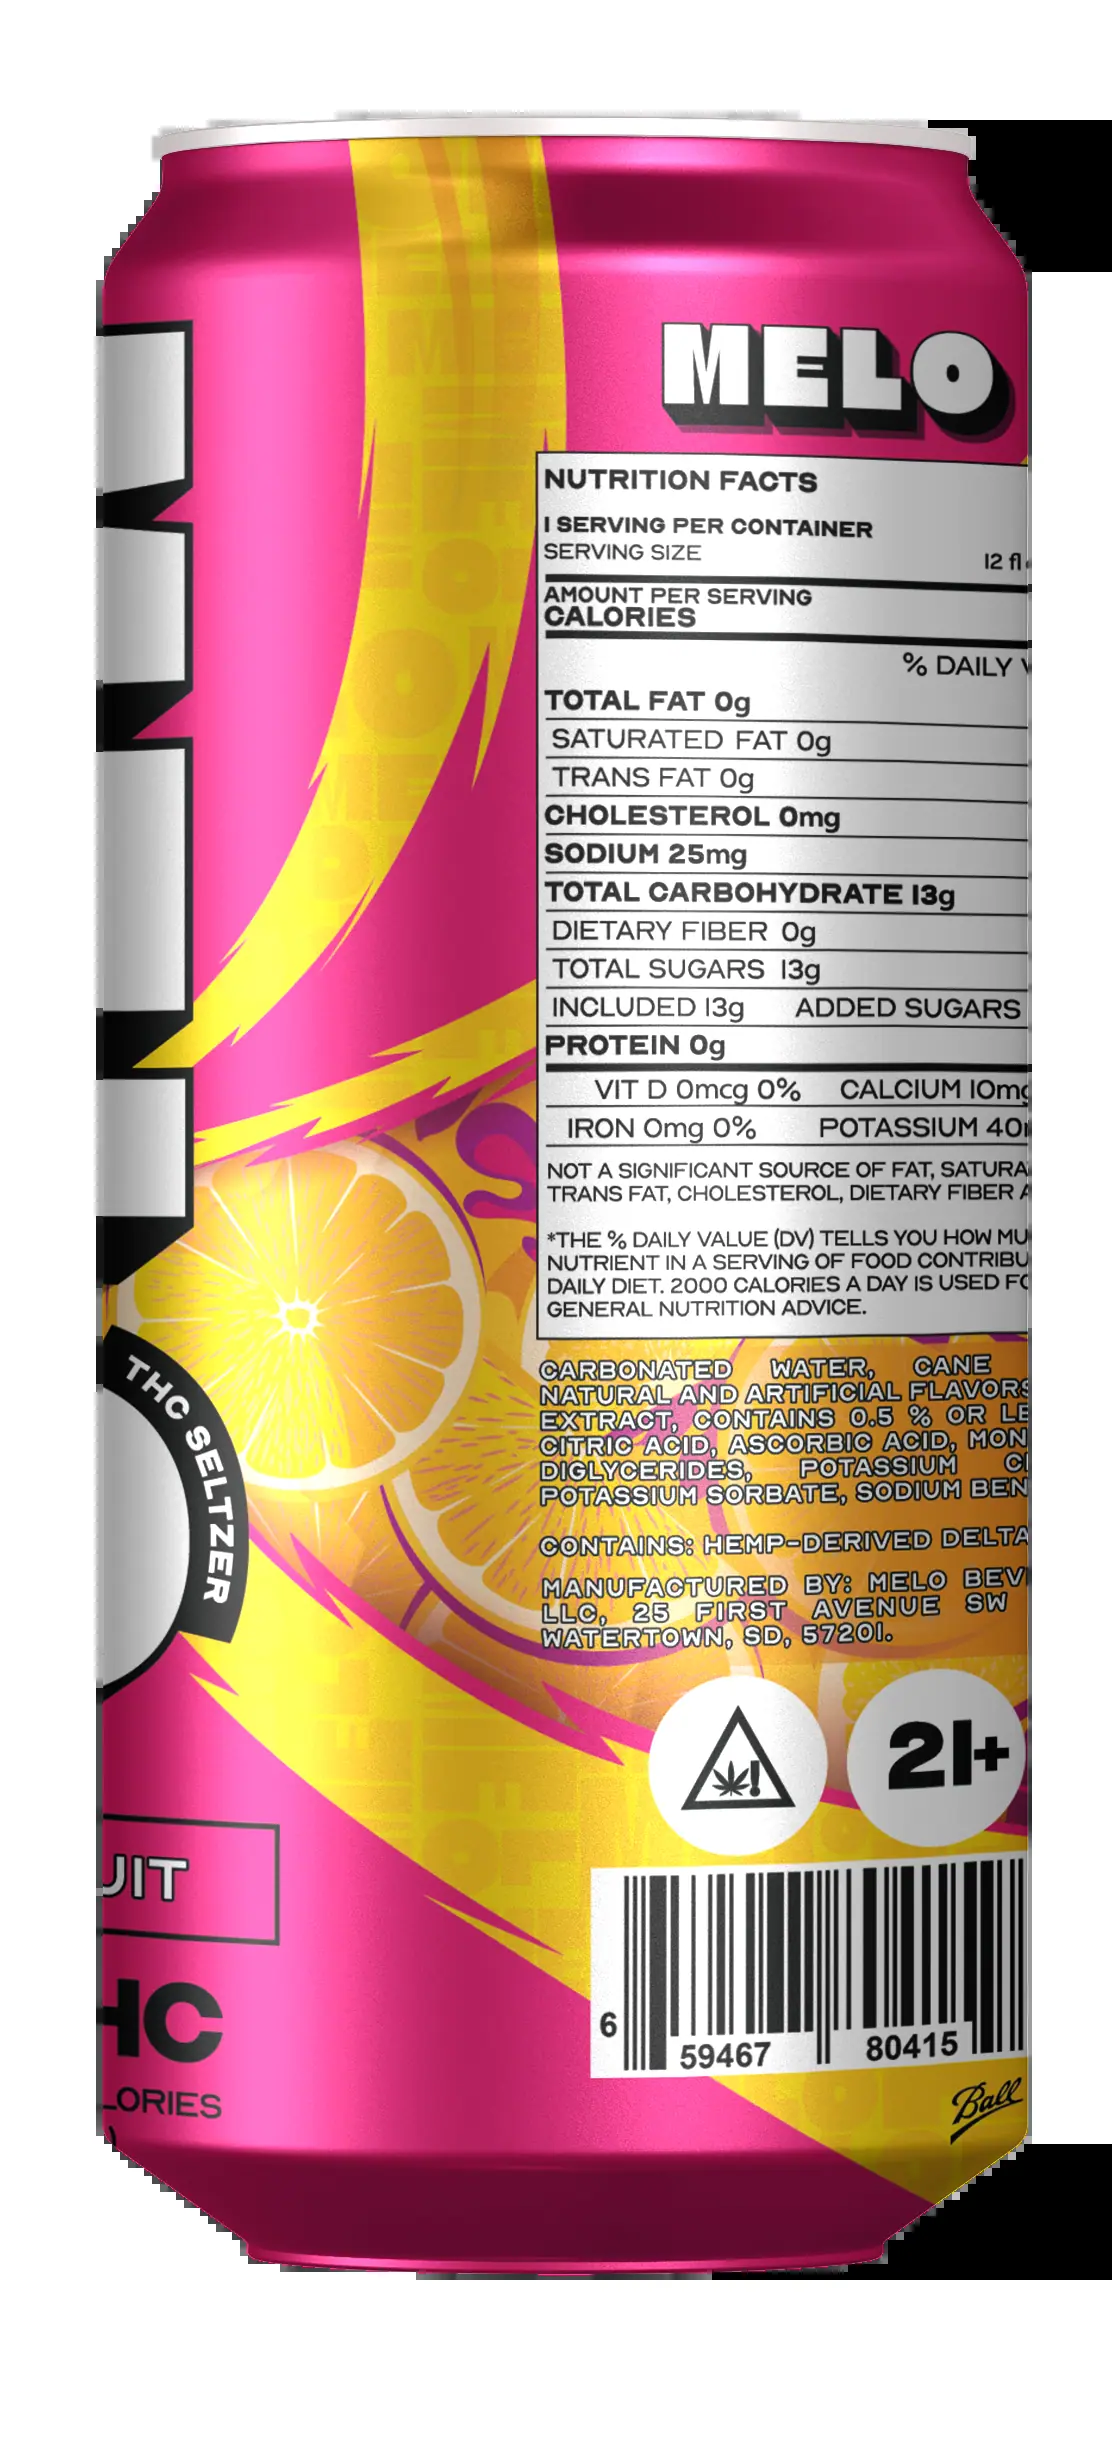 MELO
NUTRITION FACTS
1 SERVING PER CONTAINER
SERVING SIZE 12 fl
AMOUNT PER SERVING
CALORIES
% DAILY
TOTAL FAT 0g
SATURATED FAT 0g
TRANS FAT 0g
CHOLESTEROL 0mg
SODIUM 25mg
TOTAL CARBOHYDRATE 13g
DIETARY FIBER 0g
TOTAL SUGARS 13g
INCLUDED 13g ADDED SUGARS
PROTEIN 0g
VIT D 0mcg 0% CALCIUM 10mg
IRON 0mg 0% POTASSIUM 40
NOT A SIGNIFICANT SOURCE OF FAT,
TRANS FAT, CHOLESTEROL, DIETARY FIBER
*THE % DAILY VALUE (DV) TELLS YOU HOW
NUTRIENT IN A SERVING OF FOOD
DAILY DIET. 2000 CALORIES A DAY IS USED
GENERAL NUTRITION ADVICE.
CARBONATED WATER, CANE
NATURAL AND ARTIFICIAL FLAVORS
EXTRACT, CONTAINS 0.5 % OR
CITRIC ACID, ASCORBIC ACID,
DIGLYCERIDES, POTASSIUM
POTASSIUM SORBATE, SODIUM
CONTAINS: HEMP-DERIVED DELTA
MANUFACTURED BY: MELO
LLC, 25 FIRST AVENUE SW
WATERTOWN, SD, 57201.
THC SELTZER
21+
UIT
HC
LORIES
6 59467 80415
Ball